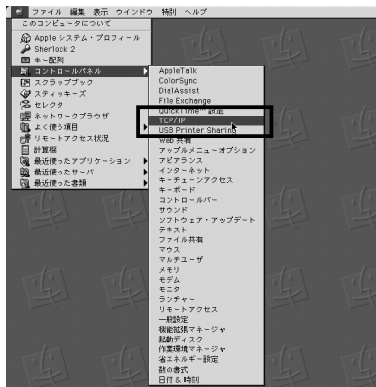 ファイル 編集 表示 ウインドウ 特別 ヘルプ
このコンピュータについて
Apple システム・プロフィール
Sherlock 2
キー配列
コントロールパネル
スクラップブック
スティッキーズ
セレクタ
ネットワークブラウザ
よく使う項目
リモートアクセス状況
計算機
最近使ったアプリケーション
最近使ったサーバ
最近使った書類
AppleTalk
ColorSync
DialAssist
File Exchange
QuickTime™ 設定
TCP/IP
USB Printer Sharing
Web 共有
アップルメニューオプション
アピアランス
インターネット
キーチェーンアクセス
キーボード
コントロールバー
サウンド
ソフトウェア・アップデート
テキスト
ファイル共有
マウス
マルチユーザ
メモリ
モデム
モニタ
ランチャー
リモートアクセス
一般設定
機能拡張マネージャ
起動ディスク
作業環境マネージャ
省エネルギー設定
数の書式
日付 & 時刻